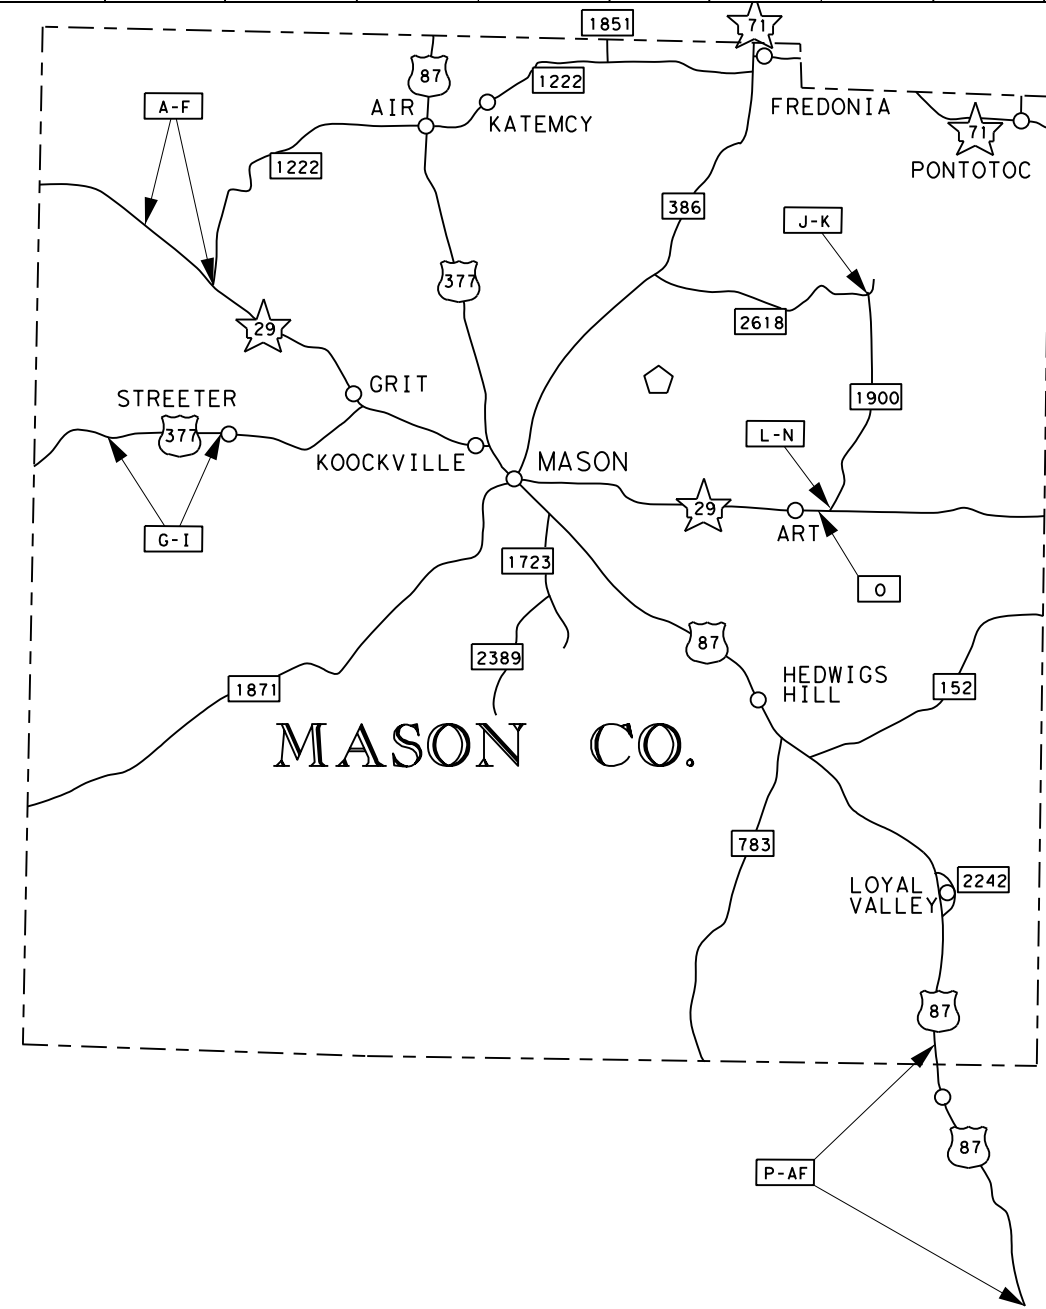 1851
71
87
1222
A-F
AIR
KATEMCY
FREDONIA
71
PONTOTOC
1222
386
J-K
377
2618
29
GRIT
STREETER
1900
377
L-N
KOOCKVILLE
MASON
29
ART
G-I
1723
O
87
2389
HEDWIGS
HILL
152
1871
MASON CO.
783
2242
LOYAL
VALLEY
87
87
P-AF